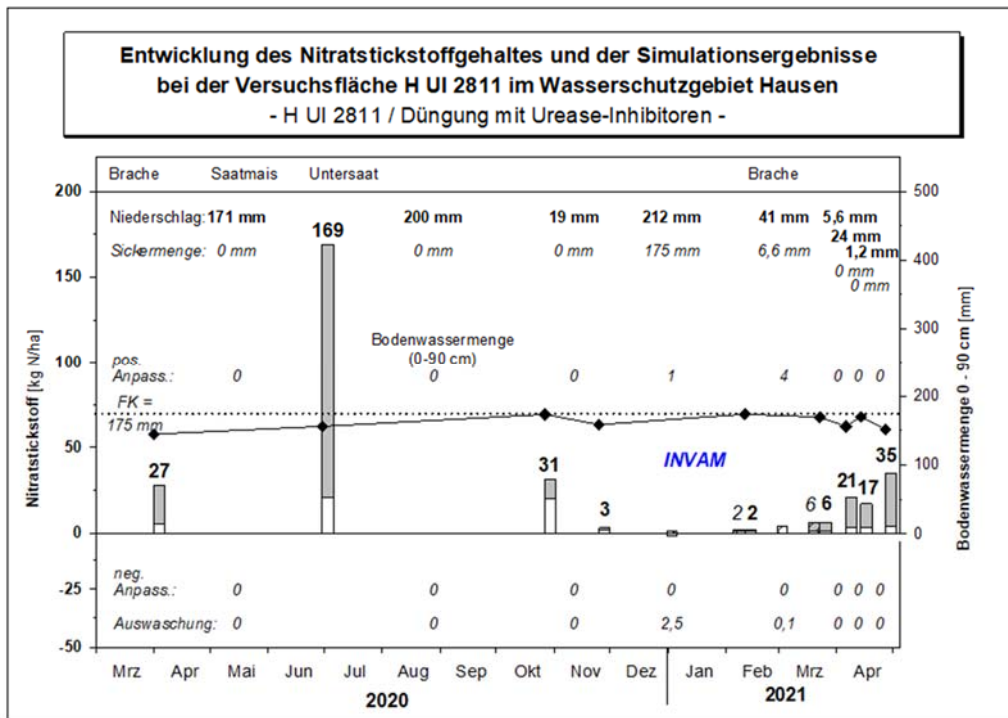 Entwicklung des Nitratstickstoffgehaltes und der Simulationsergebnisse
bei der Versuchsfläche H UI 2811 im Wasserschutzgebiet Hausen
- H UI 2811 / Düngung mit Urease-Inhibitoren -
Brache Saatmais Untersaat Brache
200 500
Niederschlag: 171 mm 200 mm 19 mm 212 mm 41 mm 5,6 mm
169 24 mm
Sickermenge: 0 mm 0 mm 0 mm 175 mm 6,6 mm 1,2 mm
400
0 mm
150 0 mm
300
Bodenwassermenge
(0-90 cm)
pos.
100
Anpass.: 0 0 0 1 4 0 0 0
FK =
175 mm
200
50
27 31 3 INVAM 2 2 6 6 21 17 35
100
0 0
neg.
Anpass.: 0 0 0 0 0 0 0 0
-25
Auswaschung: 0 0 0 2,5 0,1 0 0 0
-50
Mrz Apr Mai Jun Jul Aug Sep Okt Nov Dez Jan Feb Mrz Apr
2020 2021
Nitratstickstoff [kg N/ha]
Bodenwassermenge 0 - 90 cm [mm]